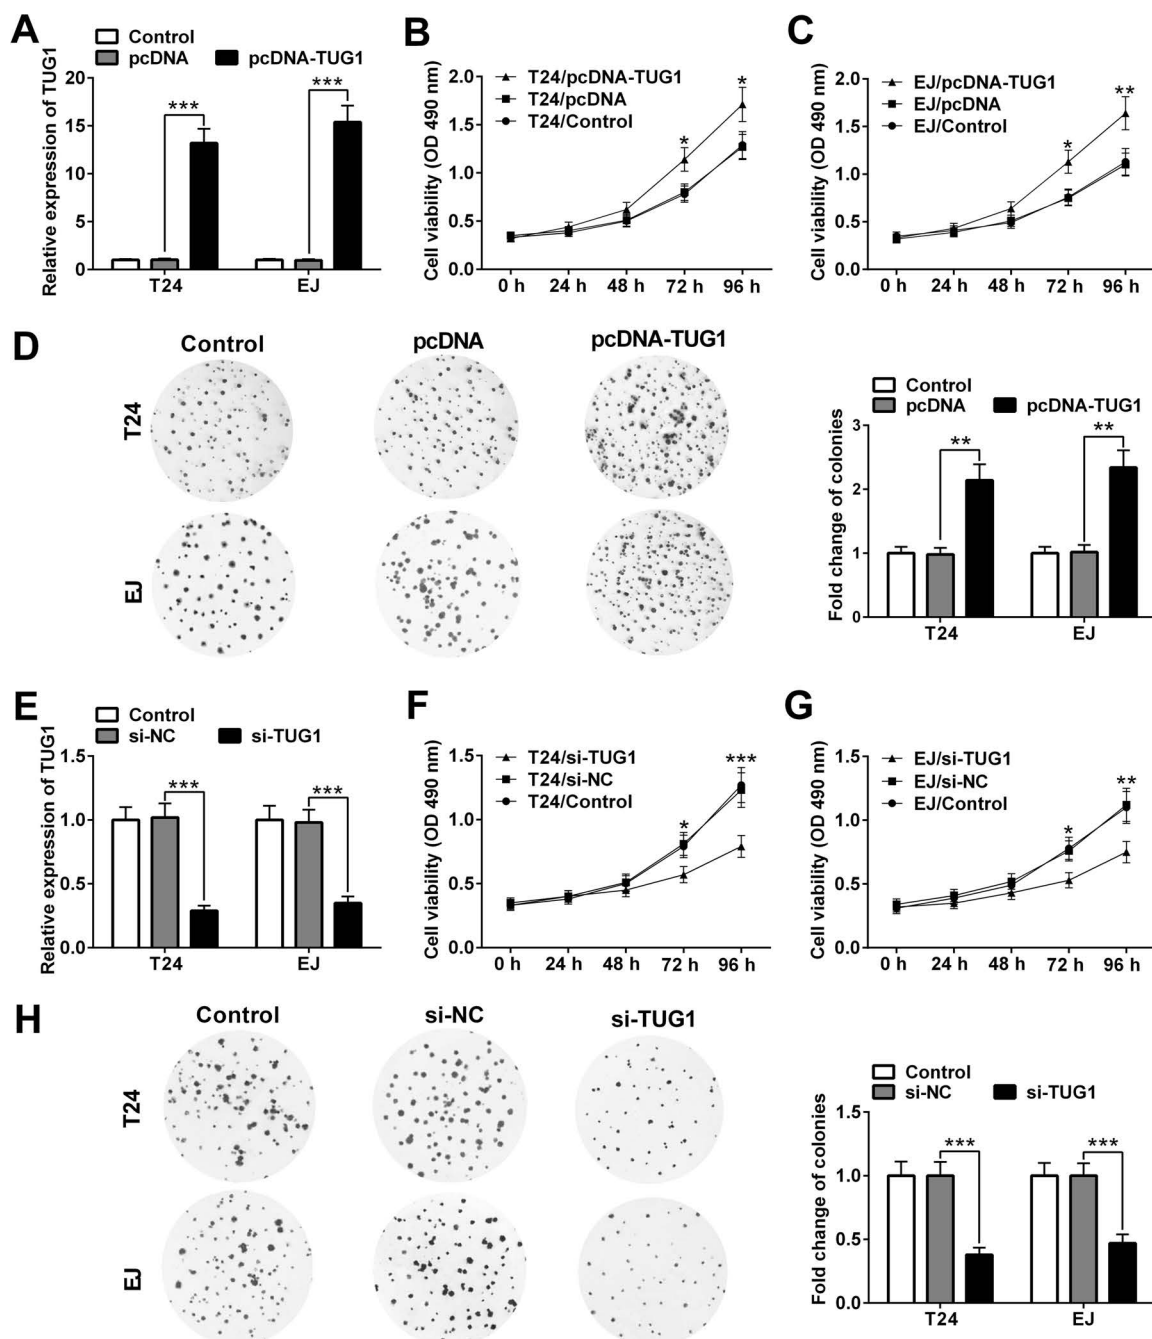 A
Control
pcDNA
pcDNA-TUG1
Relative expression of TUG1
20
15
10
5
0
***
***
T24
EJ
B
T24/pcDNA-TUG1
T24/pcDNA
T24/Control
Cell viability (OD 490 nm)
2.0
1.5
1.0
0.5
0.0
*
*
0 h 24 h 48 h 72 h 96 h
C
EJ/pcDNA-TUG1
EJ/pcDNA
EJ/Control
Cell viability (OD 490 nm)
2.0
1.5
1.0
0.5
0.0
*
**
0 h 24 h 48 h 72 h 96 h
D
Control
pcDNA
pcDNA-TUG1
T24
EJ
Control
pcDNA
pcDNA-TUG1
Fold change of colonies
3
2
1
0
**
**
T24
EJ
E
Control
si-NC
si-TUG1
Relative expression of TUG1
1.5
1.0
0.5
0.0
***
***
T24
EJ
F
T24/si-TUG1
T24/si-NC
T24/Control
Cell viability (OD 490 nm)
1.5
1.0
0.5
0.0
*
***
0 h 24 h 48 h 72 h 96 h
G
EJ/si-TUG1
EJ/si-NC
EJ/Control
Cell viability (OD 490 nm)
1.5
1.0
0.5
0.0
*
**
0 h 24 h 48 h 72 h 96 h
H
Control
si-NC
si-TUG1
T24
EJ
Control
si-NC
si-TUG1
Fold change of colonies
1.5
1.0
0.5
0.0
***
***
T24
EJ